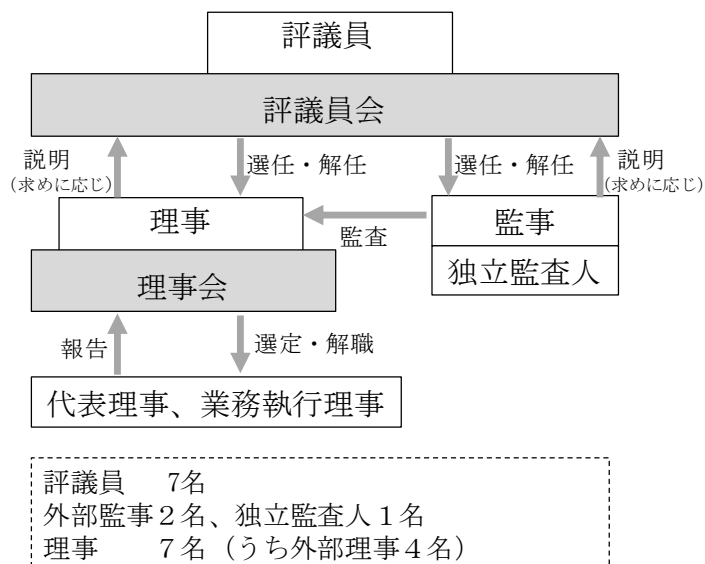 評議員
評議員会
説明
(求めに応じ)
選任・解任
選任・解任
説明
(求めに応じ)
理事
監査
監事
独立監査人
理事会
報告
選定・解職
代表理事、業務執行理事
評議員　7名
外部監事２名、独立監査人１名
理事　７名（うち外部理事４名）